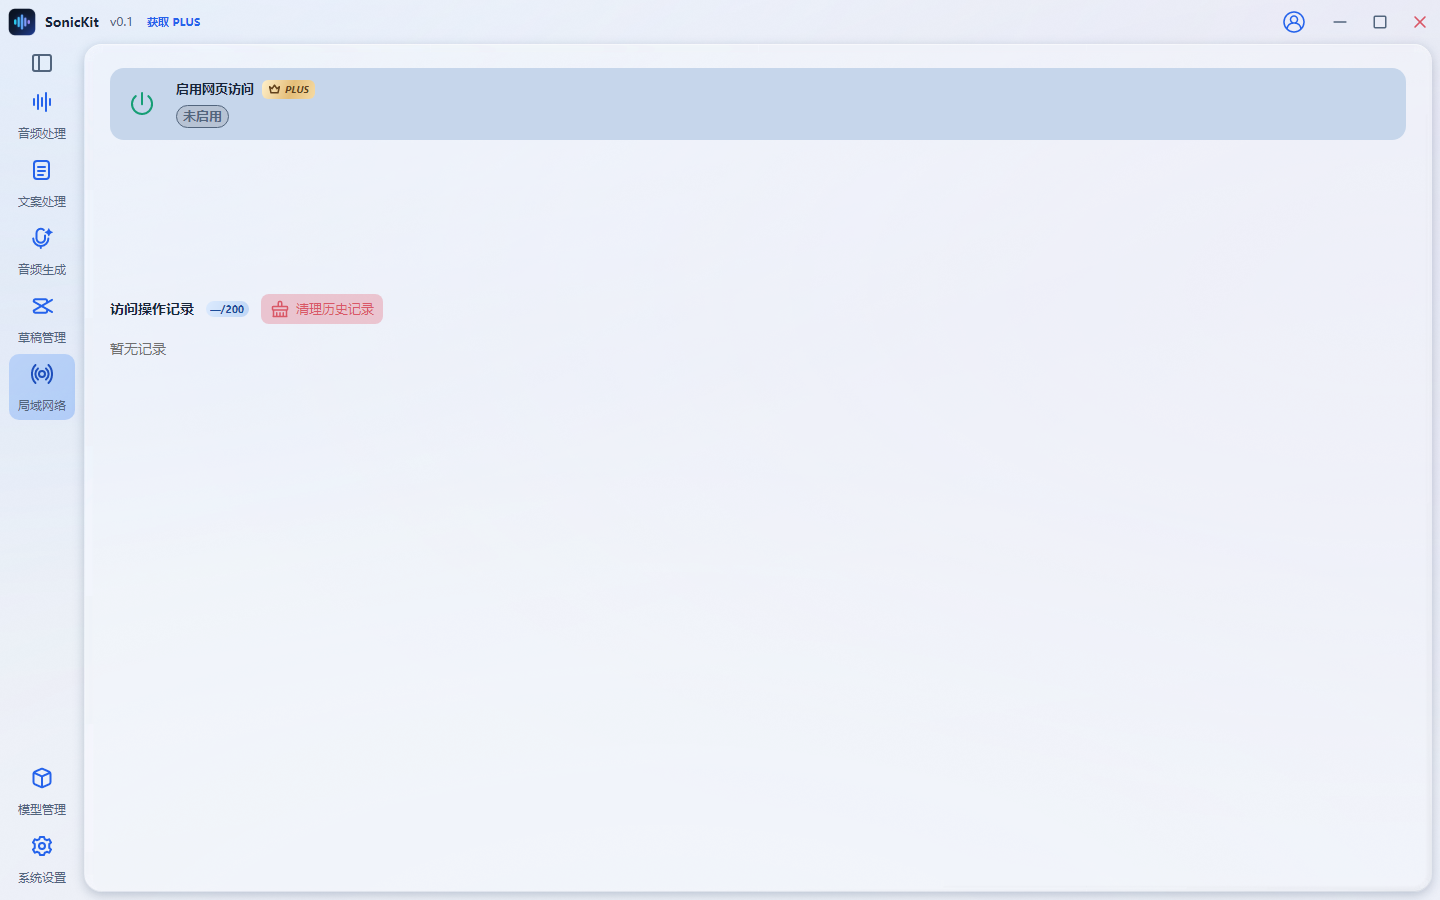 SonicKit v0.1 获取 PLUS
音频处理
文案处理
音频生成
草稿管理
局域网络
模型管理
系统设置
启用网页访问 PLUS
未启用
访问操作记录 —/200 清理历史记录
暂无记录